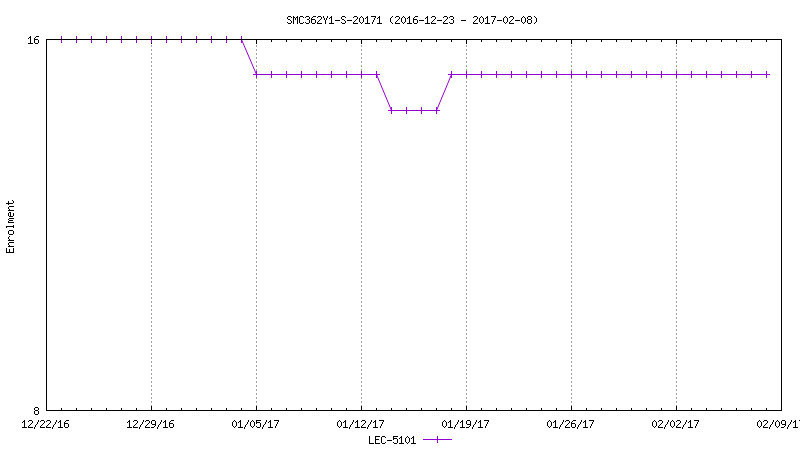 SMC362Y1-S-20171 (2016-12-23 - 2017-02-08)
16
Enrolment
8
12/22/16 12/29/16 01/05/17 01/12/17 01/19/17 01/26/17 02/02/17 02/09/1
LEC-5101